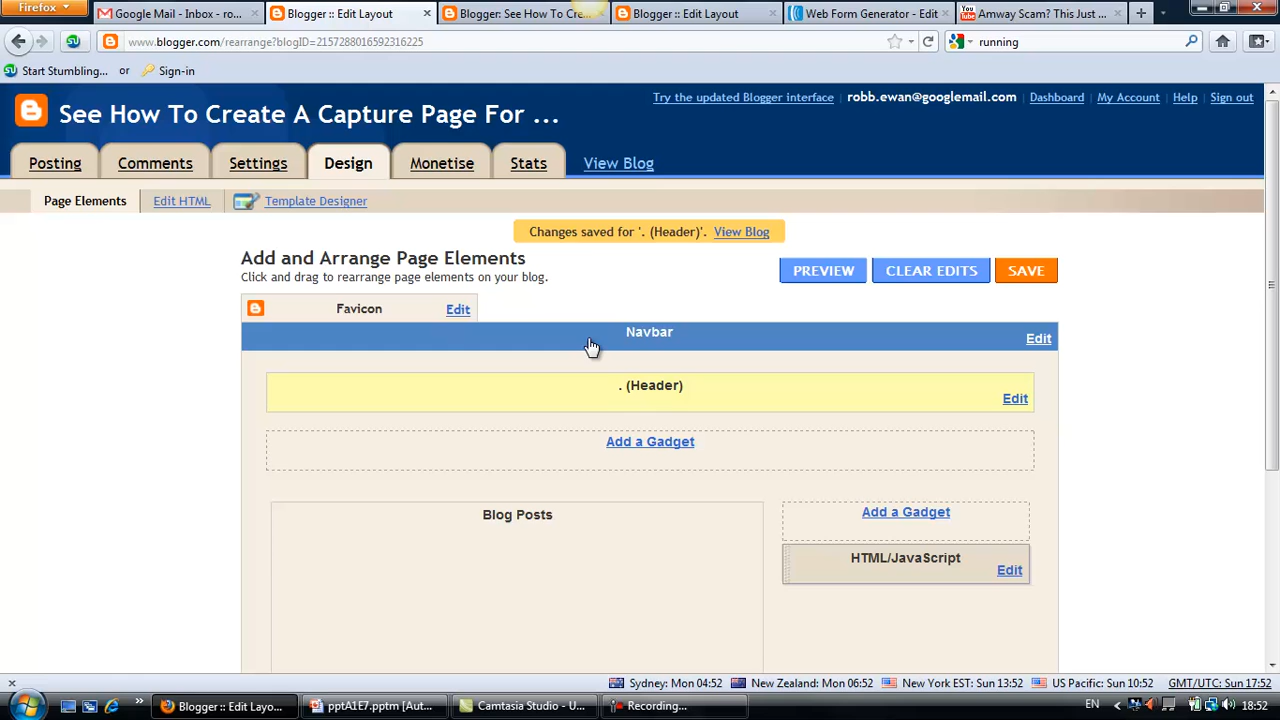 Firefox
Google Mail - Inbox - ro...
Blogger :: Edit Layout
Blogger: See How To Cre...
Blogger :: Edit Layout
Web Form Generator - Edit
You Tube
Amway Scam? This Just ...
www.blogger.com/rearrange?blogID=2157288016592316225
running
Start Stumbling... or Sign-in
Try the updated Blogger interface robb.ewan@googlemail.com Dashboard My Account Help Sign out
See How To Create A Capture Page For ...
Posting Comments Settings Design Monetise Stats View Blog
Page Elements Edit HTML Template Designer
Changes saved for '. (Header)'. View Blog
Add and Arrange Page Elements
Click and drag to rearrange page elements on your blog.
PREVIEW CLEAR EDITS SAVE
Favicon Edit
Navbar
Edit
. (Header)
Edit
Add a Gadget
Blog Posts
Add a Gadget
HTML/JavaScript
Edit
Sydney: Mon 04:52 New Zealand: Mon 06:52 New York EST: Sun 13:52 US Pacific: Sun 10:52 GMT/UTC: Sun 17:52
Blogger :: Edit Layo... pptA1E7.pptm [Aut... Camtasia Studio - U... Recording... EN 18:52